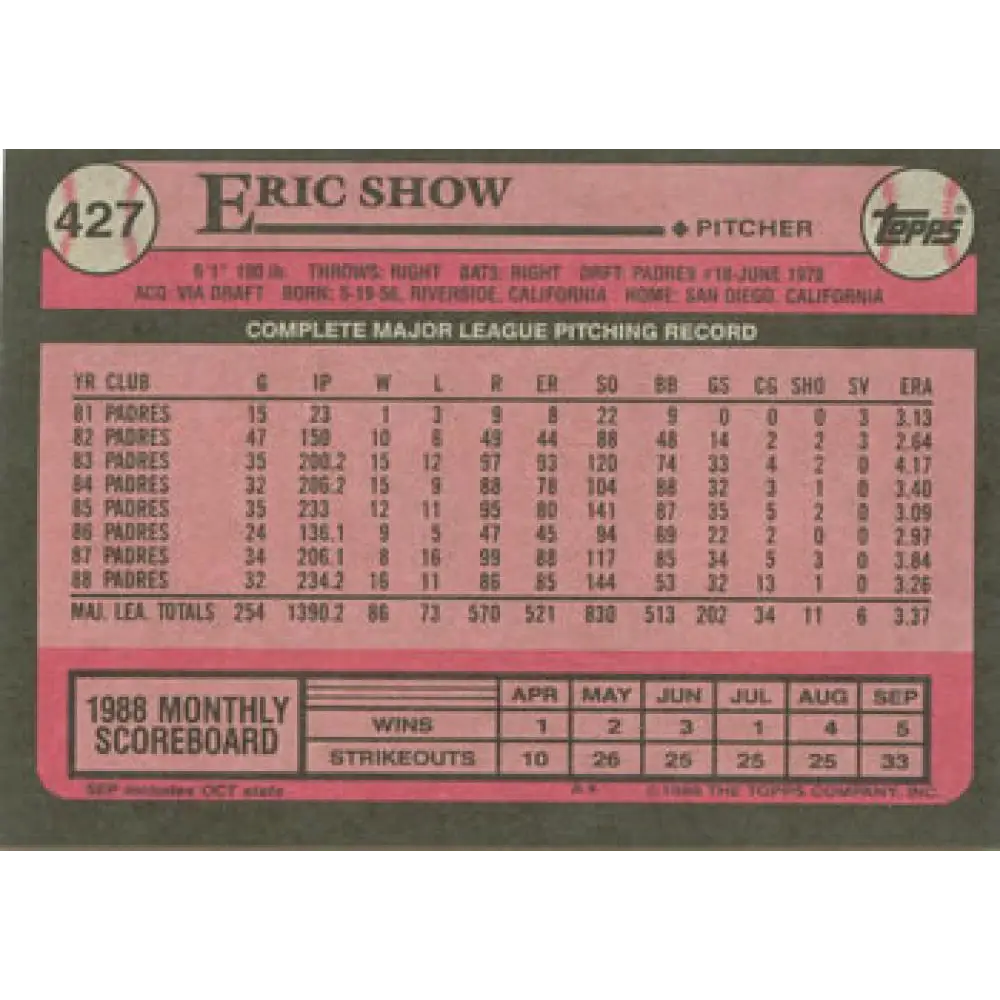 427
ERIC SHOW
PITCHER
TOPPS®
6'1" 190 lb. THROWS: RIGHT BATS: RIGHT DRFT: PADRES #18-JUNE 1978
ACQ: VIA DRAFT BORN: 5-19-56, RIVERSIDE, CALIFORNIA HOME: SAN DIEGO, CALIFORNIA
COMPLETE MAJOR LEAGUE PITCHING RECORD
YR CLUB G IP W L R ER SO BB GS CG SHO SV ERA
81 PADRES 15 23 1 3 9 8 22 9 0 0 0 3 3.13
82 PADRES 47 150 10 6 49 44 88 48 14 2 2 3 2.64
83 PADRES 35 200.2 15 12 97 93 120 74 33 4 2 0 4.17
84 PADRES 32 206.2 15 9 88 78 104 88 32 3 1 0 3.40
85 PADRES 35 233 12 11 95 80 141 87 35 5 2 0 3.09
86 PADRES 24 136.1 9 5 47 45 94 69 22 2 0 0 2.97
87 PADRES 34 206.1 8 16 99 88 117 85 34 5 3 0 3.84
88 PADRES 32 234.2 16 11 86 85 144 53 32 13 1 0 3.26
MAJ. LEA. TOTALS 254 1390.2 86 73 570 521 830 513 202 34 11 6 3.37
1988 MONTHLY SCOREBOARD
APR MAY JUN JUL AUG SEP
WINS 1 2 3 1 4 5
STRIKEOUTS 10 26 25 25 25 33
SEP includes OCT stats
A* ©1989 THE TOPPS COMPANY, INC.